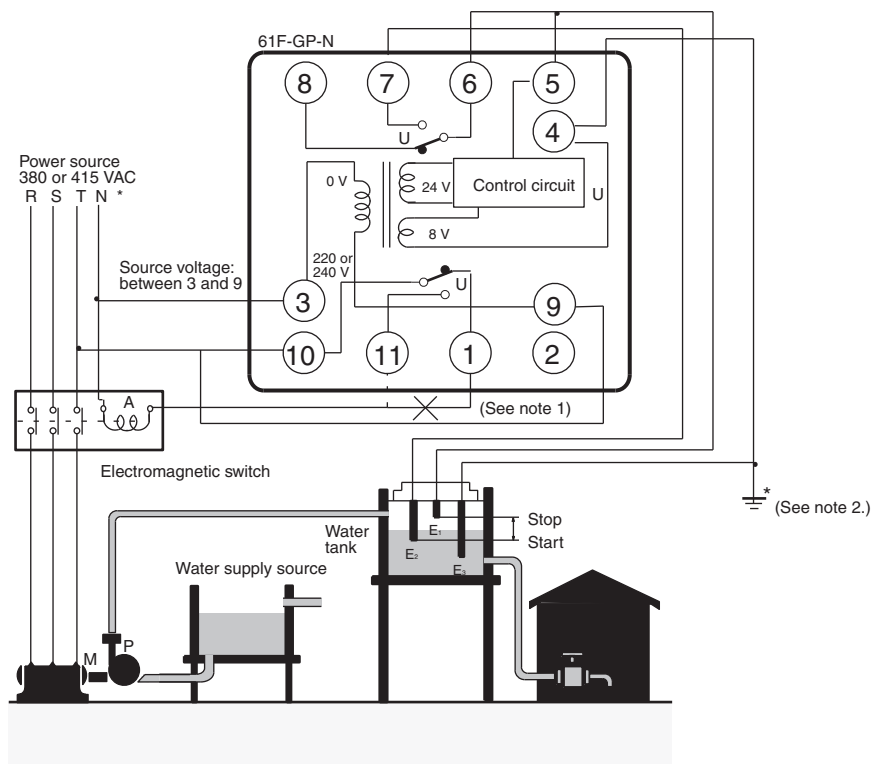 61F-GP-N
8 7 6 5
4
U
Power source
380 or 415 VAC
R S T N *
0 V
24 V
Control circuit
U
8 V
Source voltage:
between 3 and 9
220 or
240 V
U
3
9
10 11 1 2
A
(See note 1)
Electromagnetic switch
* (See note 2.)
Water
tank
E1
Stop
E2
Start
E3
Water supply source
M P